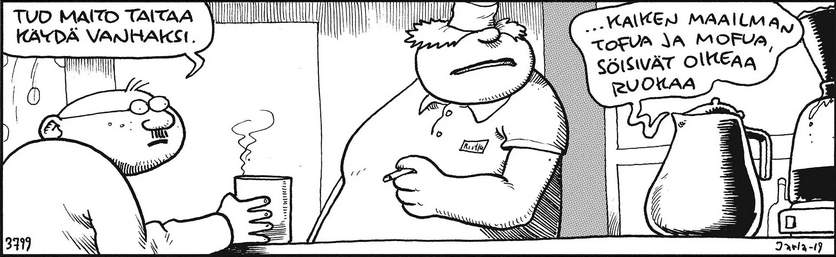 TUO MAITO TAITAA
KÄYDÄ VANHAKSI.
...KAIKEN MAAILMAN
TOFUA JA MOFUA,
SÖISIVÄT OIKEAA
RUOKAA
3799
Jarla-19